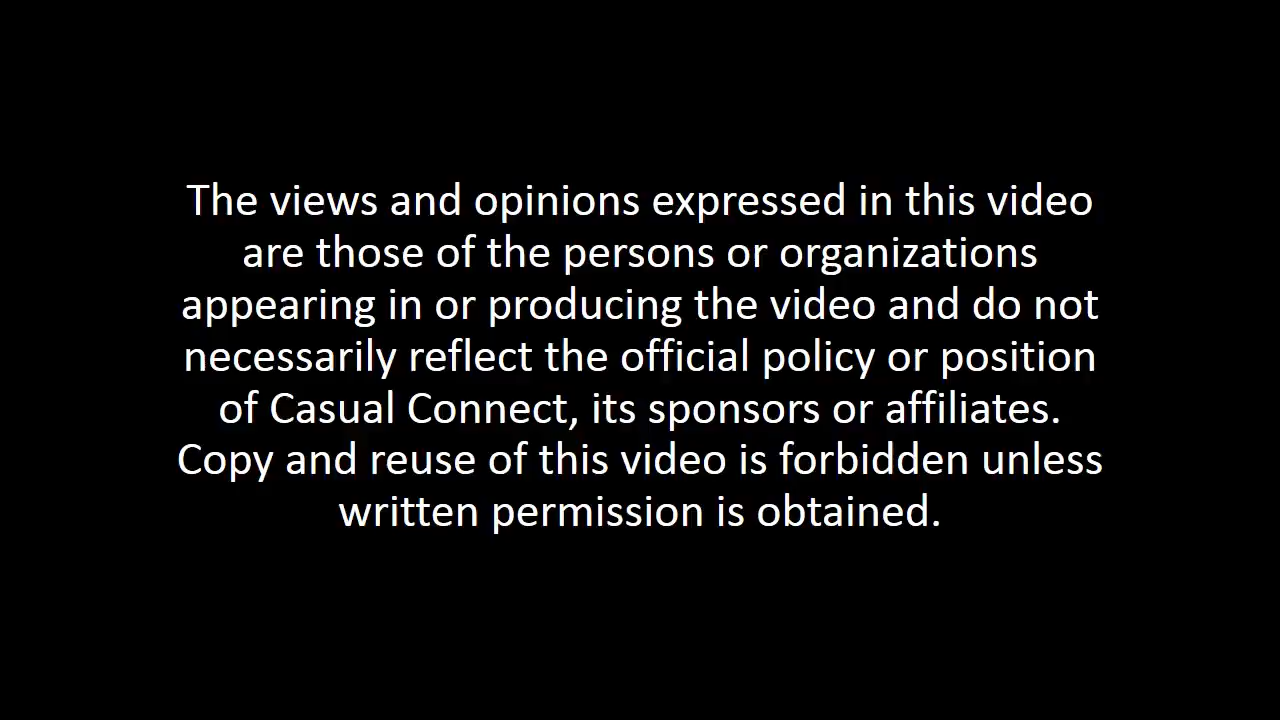 The views and opinions expressed in this video
are those of the persons or organizations
appearing in or producing the video and do not
necessarily reflect the official policy or position
of Casual Connect, its sponsors or affiliates.
Copy and reuse of this video is forbidden unless
written permission is obtained.